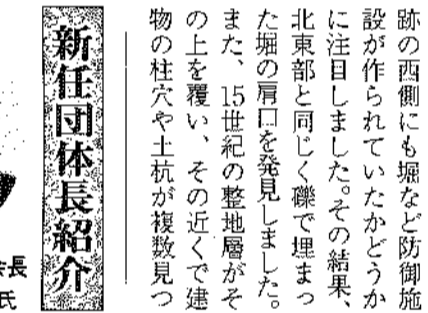 跡の西側にも堀など防御施
設が作られていたかどうか
に注目しました。その結果、
北東部と同じく礫で埋まっ
た堀の肩口を発見しました。
また、15世紀の整地層がそ
の上を覆い、その近くで建
物の柱穴や土杭が複数見つ
新任団体長紹介
長
氏